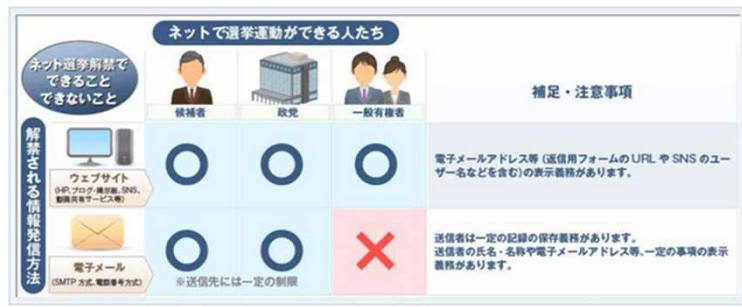 ネットで選挙運動ができる人たち
ネット選挙解禁で
できること
できないこと
候補者
政党
一般有権者
補足・注意事項
解禁される情報発信方法
ウェブサイト
(HP、ブログ・掲示板、SNS、
動画共有サービス等)
電子メールアドレス等(返信用フォームの URL や SNS のユー
ザー名などを含む)の表示義務があります。
電子メール
(SMTP 方式、電話番号方式)
※送信先には一定の制限
送信者は一定の記録の保存義務があります。
送信者の氏名・名称や電子メールアドレス等、一定の事項の表示
義務があります。